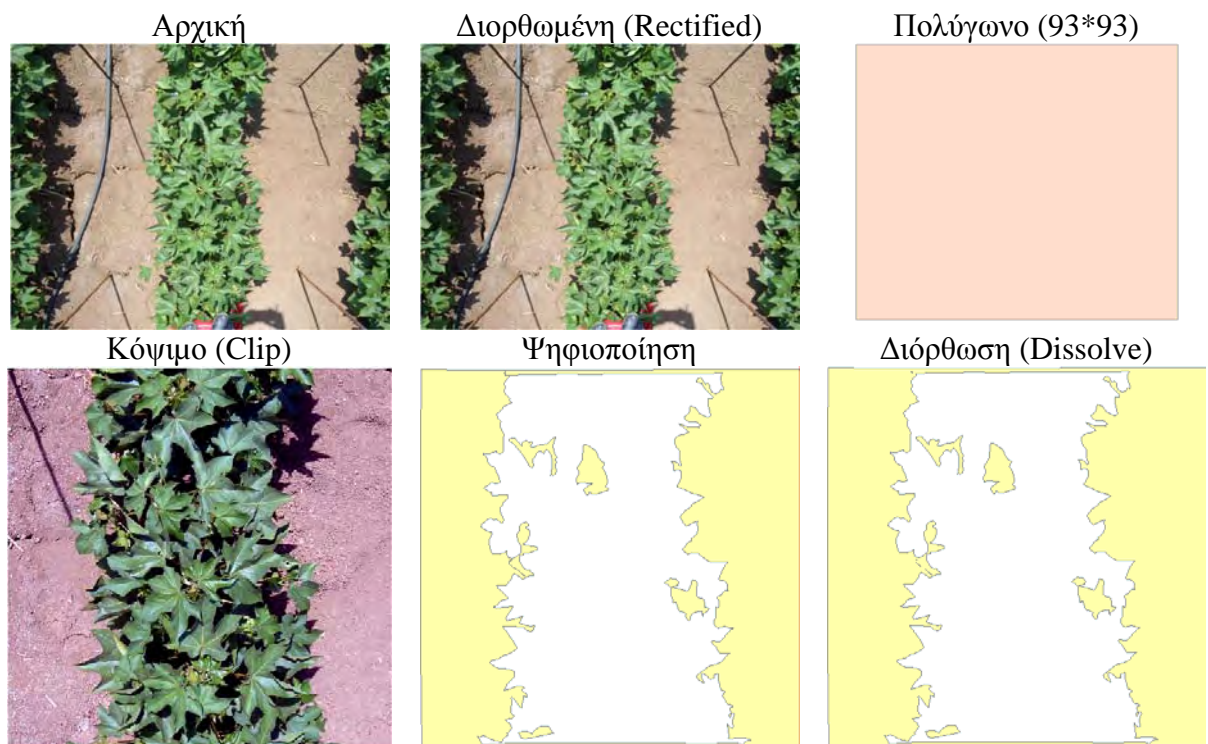 Αρχική
Διορθωμένη (Rectified)
Πολύγωνο (93*93)
Κόψιμο (Clip)
Ψηφιοποίηση
Διόρθωση (Dissolve)